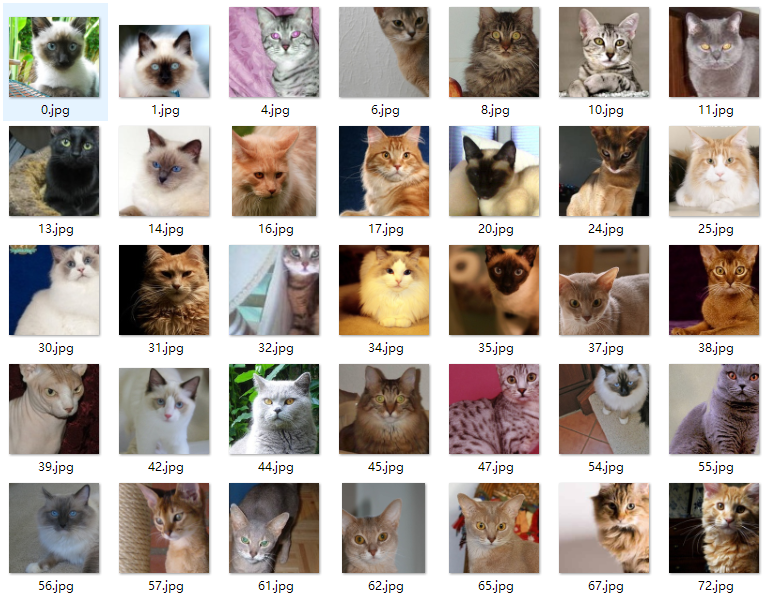 0.jpg 1.jpg 4.jpg 6.jpg 8.jpg 10.jpg 11.jpg
13.jpg 14.jpg 16.jpg 17.jpg 20.jpg 24.jpg 25.jpg
30.jpg 31.jpg 32.jpg 34.jpg 35.jpg 37.jpg 38.jpg
39.jpg 42.jpg 44.jpg 45.jpg 47.jpg 54.jpg 55.jpg
56.jpg 57.jpg 61.jpg 62.jpg 65.jpg 67.jpg 72.jpg